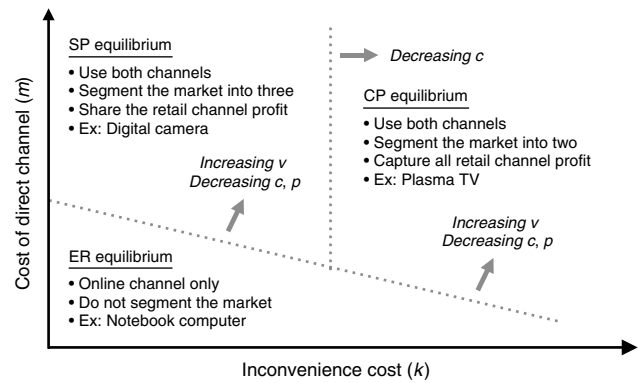 Cost of direct channel (m)
SP equilibrium
• Use both channels
• Segment the market into three
• Share the retail channel profit
• Ex: Digital camera
Decreasing c
CP equilibrium
• Use both channels
• Segment the market into two
• Capture all retail channel profit
• Ex: Plasma TV
Increasing v
Decreasing c, p
Increasing v
Decreasing c, p
ER equilibrium
• Online channel only
• Do not segment the market
• Ex: Notebook computer
Inconvenience cost (k)